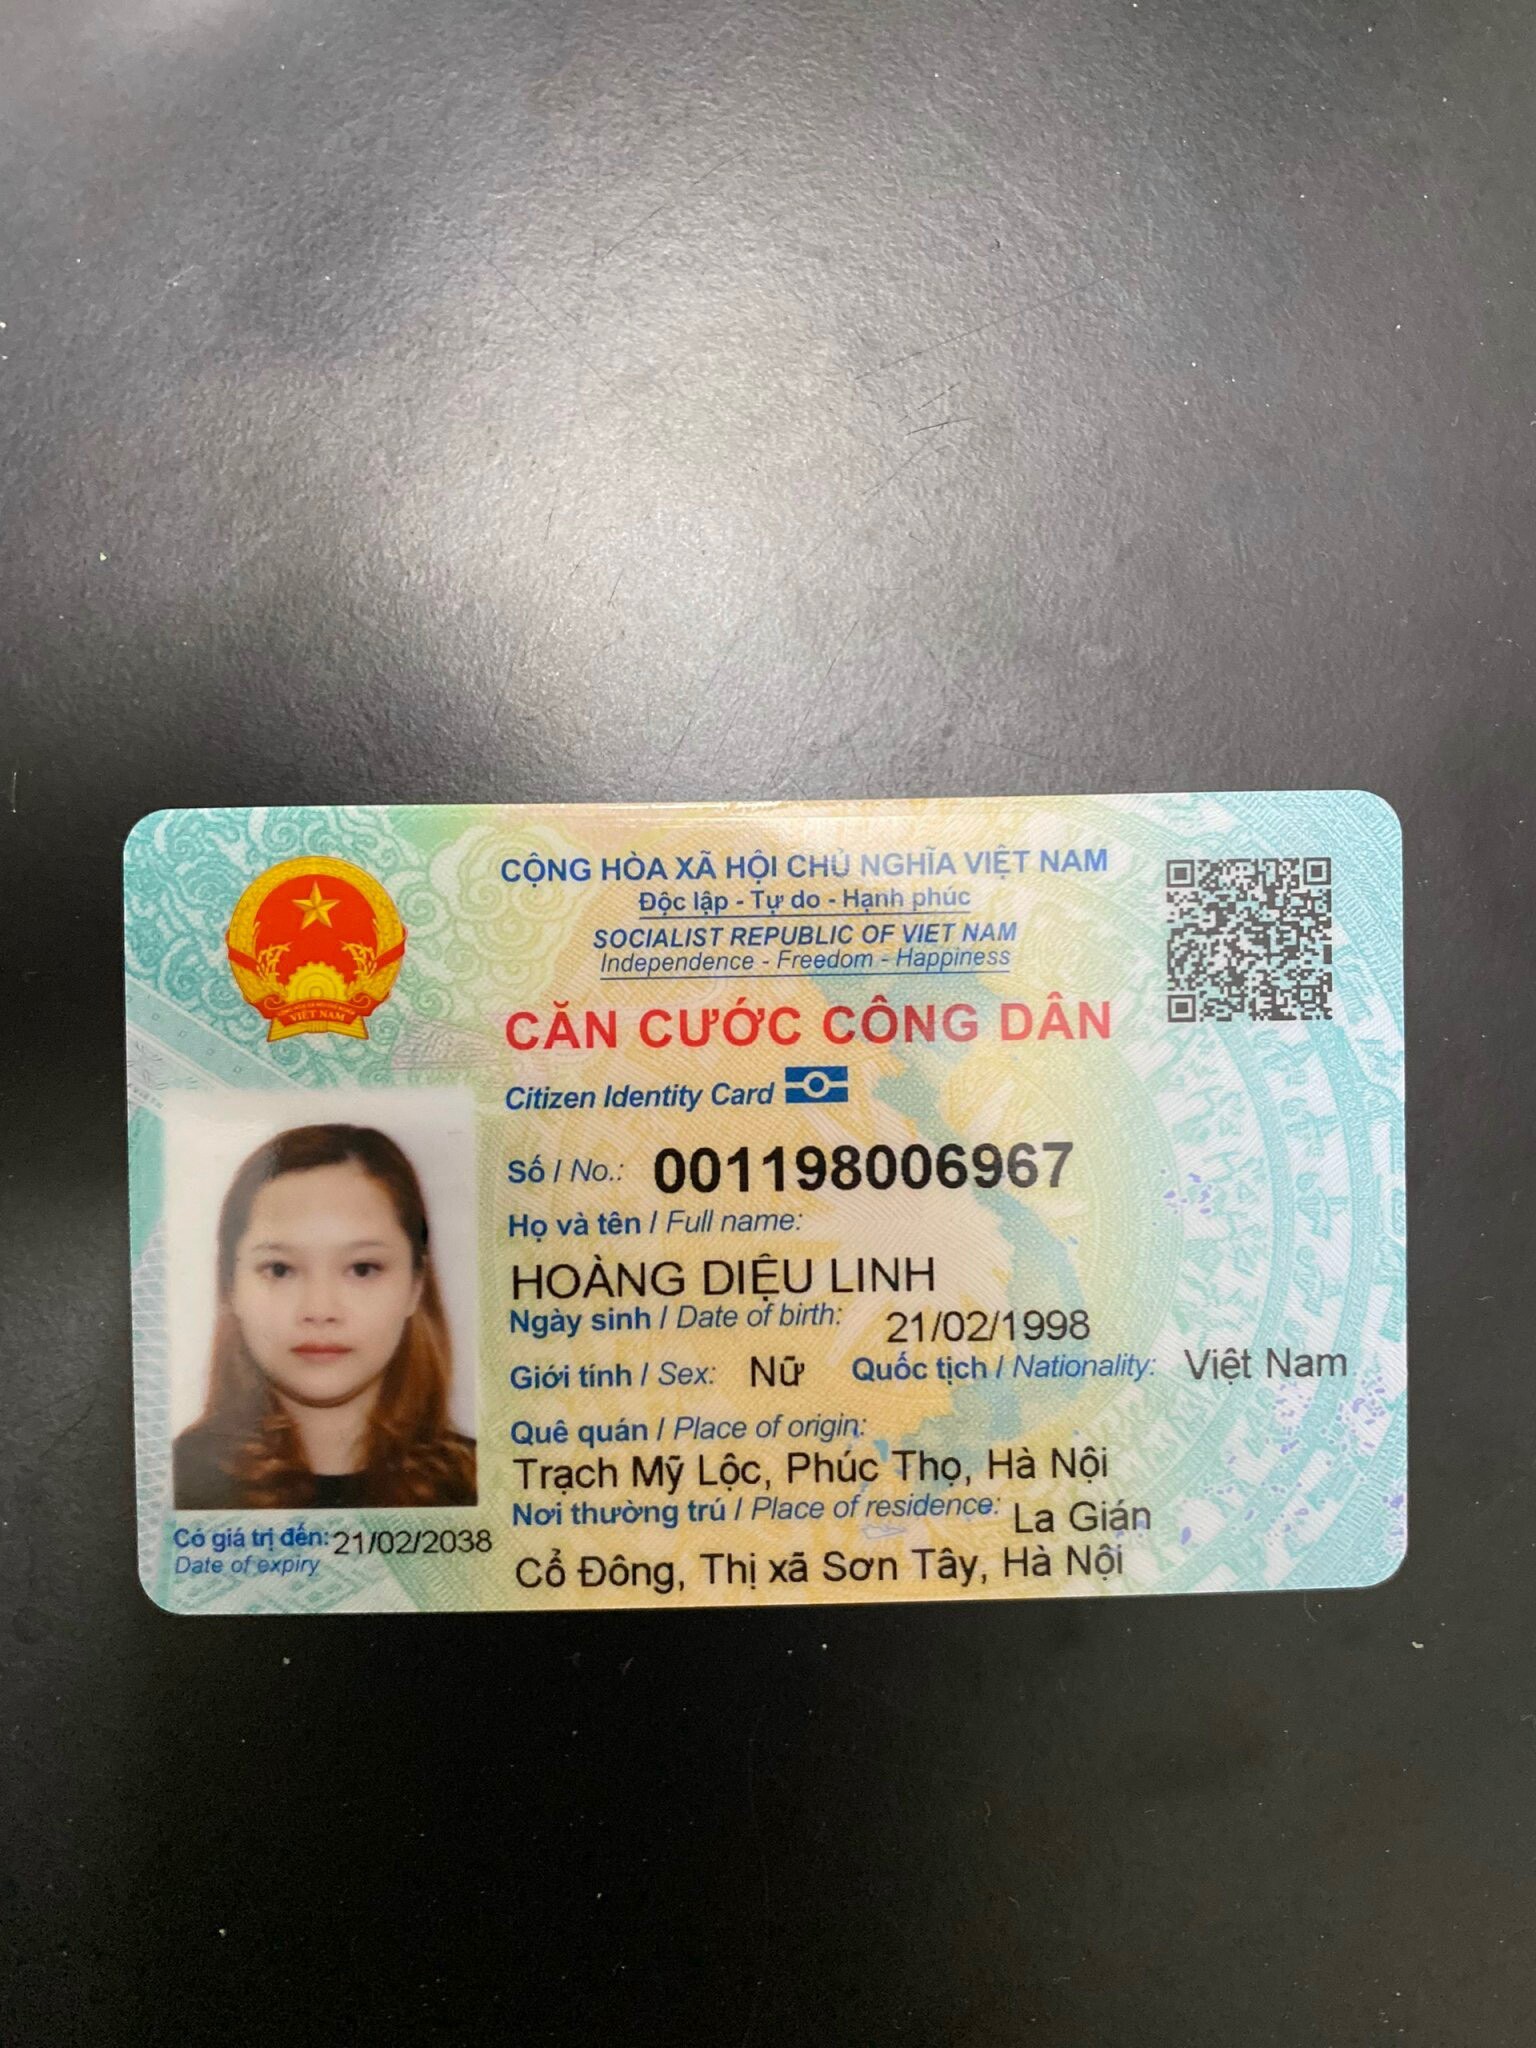 CỘNG HÒA XÃ HỘI CHỦ NGHĨA VIỆT NAM
Độc lập - Tự do - Hạnh phúc
SOCIALIST REPUBLIC OF VIET NAM
Independence - Freedom - Happiness
CĂN CƯỚC CÔNG DÂN
Citizen Identity Card
VIỆT NAM
Số / No.: 001198006967
Họ và tên / Full name:
HOÀNG DIỆU LINH
Ngày sinh / Date of birth: 21/02/1998
Giới tính / Sex: Nữ Quốc tịch / Nationality: Việt Nam
Quê quán / Place of origin:
Trạch Mỹ Lộc, Phúc Thọ, Hà Nội
Nơi thường trú / Place of residence: La Gián
Cổ Đông, Thị xã Sơn Tây, Hà Nội
Có giá trị đến: 21/02/2038
Date of expiry